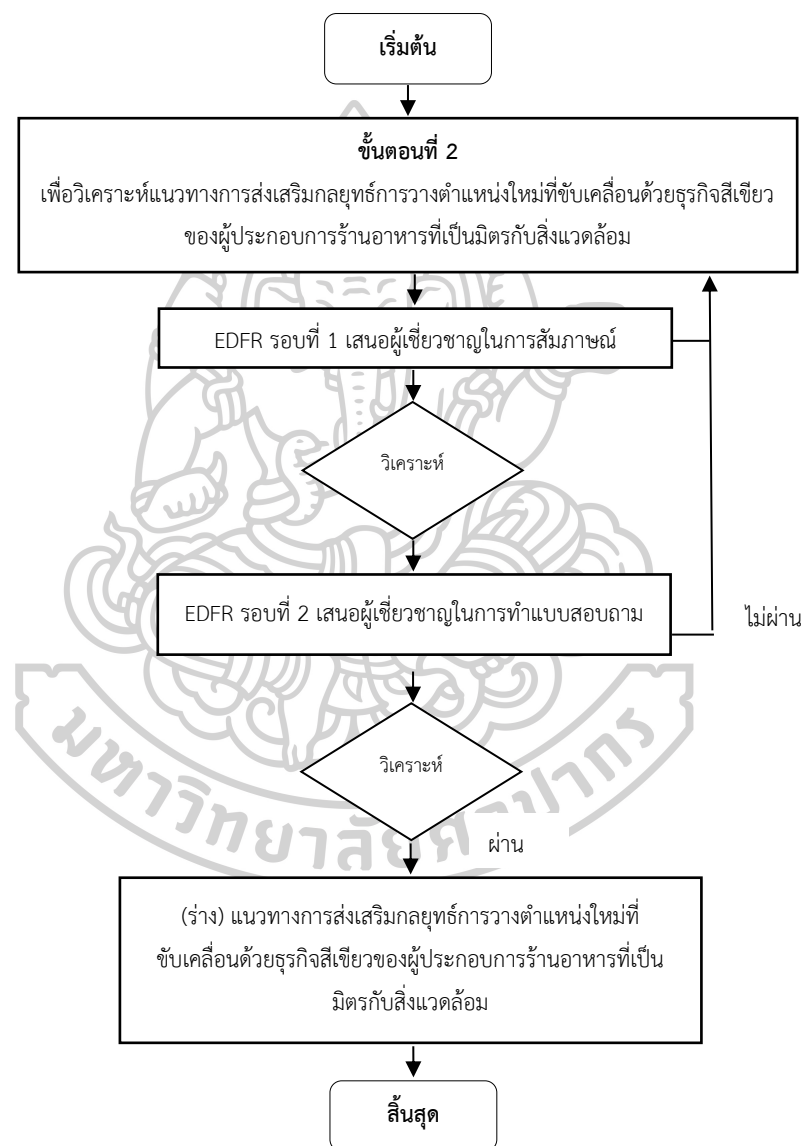 เริ่มต้น
ขั้นตอนที่ 2
เพื่อวิเคราะห์แนวทางการส่งเสริมกลยุทธ์การวางตำแหน่งใหม่ที่ขับเคลื่อนด้วยธุรกิจสีเขียว
ของผู้ประกอบการร้านอาหารที่เป็นมิตรกับสิ่งแวดล้อม
EDFR รอบที่ 1 เสนอผู้เชี่ยวชาญในการสัมภาษณ์
วิเคราะห์
EDFR รอบที่ 2 เสนอผู้เชี่ยวชาญในการทำแบบสอบถาม
ไม่ผ่าน
วิเคราะห์
ผ่าน
มหาวิทยาลัยศิลปากร
(ร่าง) แนวทางการส่งเสริมกลยุทธ์การวางตำแหน่งใหม่ที่
ขับเคลื่อนด้วยธุรกิจสีเขียวของผู้ประกอบการร้านอาหารที่เป็น
มิตรกับสิ่งแวดล้อม
สิ้นสุด